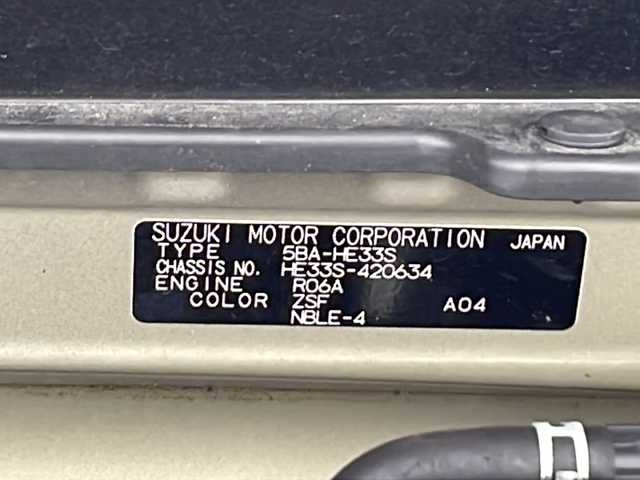 SUZUKI MOTOR CORPORATION JAPAN
TYPE 5BA-HE33S
CHASSIS NO. HE33S-420634
ENGINE R06A
COLOR ZSF A04
NBLE-4